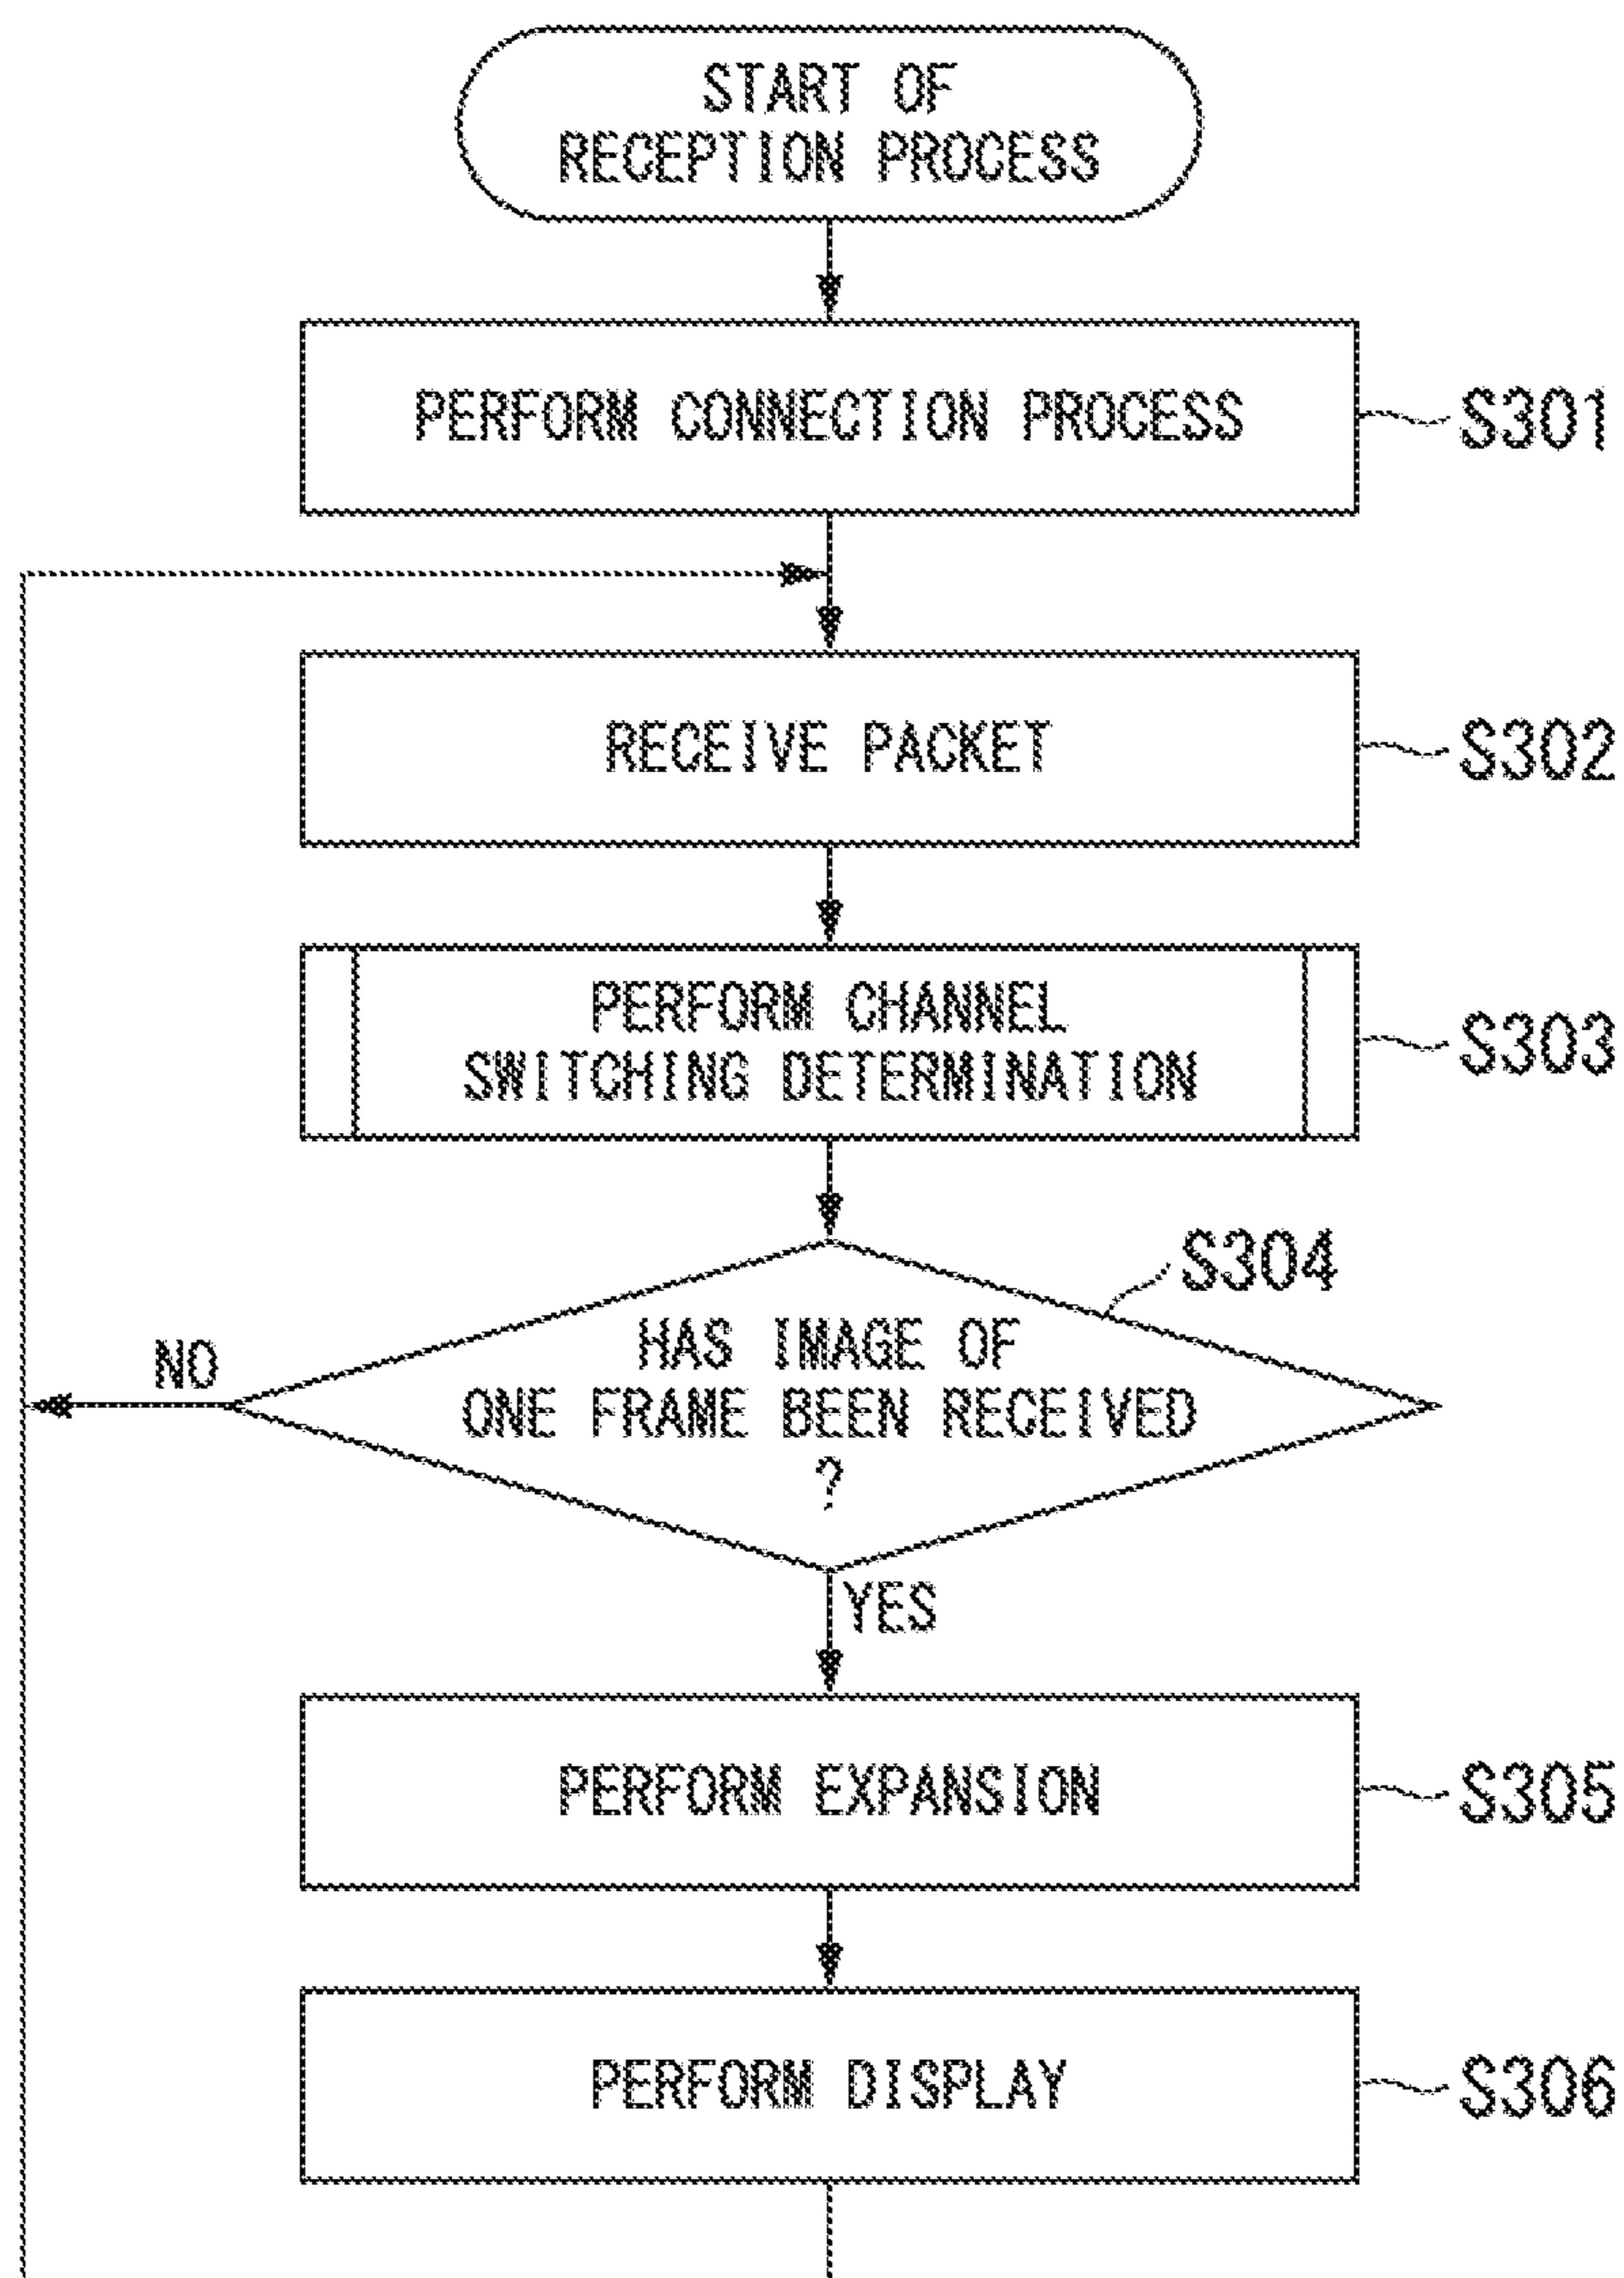 START OF
RECEPTION PROCESS
PERFORM CONNECTION PROCESS
S301
RECEIVE PACKET
S302
PERFORM CHANNEL
SWITCHING DETERMINATION
S303
S304
HAS IMAGE OF
ONE FRAME BEEN RECEIVED
?
NO
YES
PERFORM EXPANSION
S305
PERFORM DISPLAY
S306